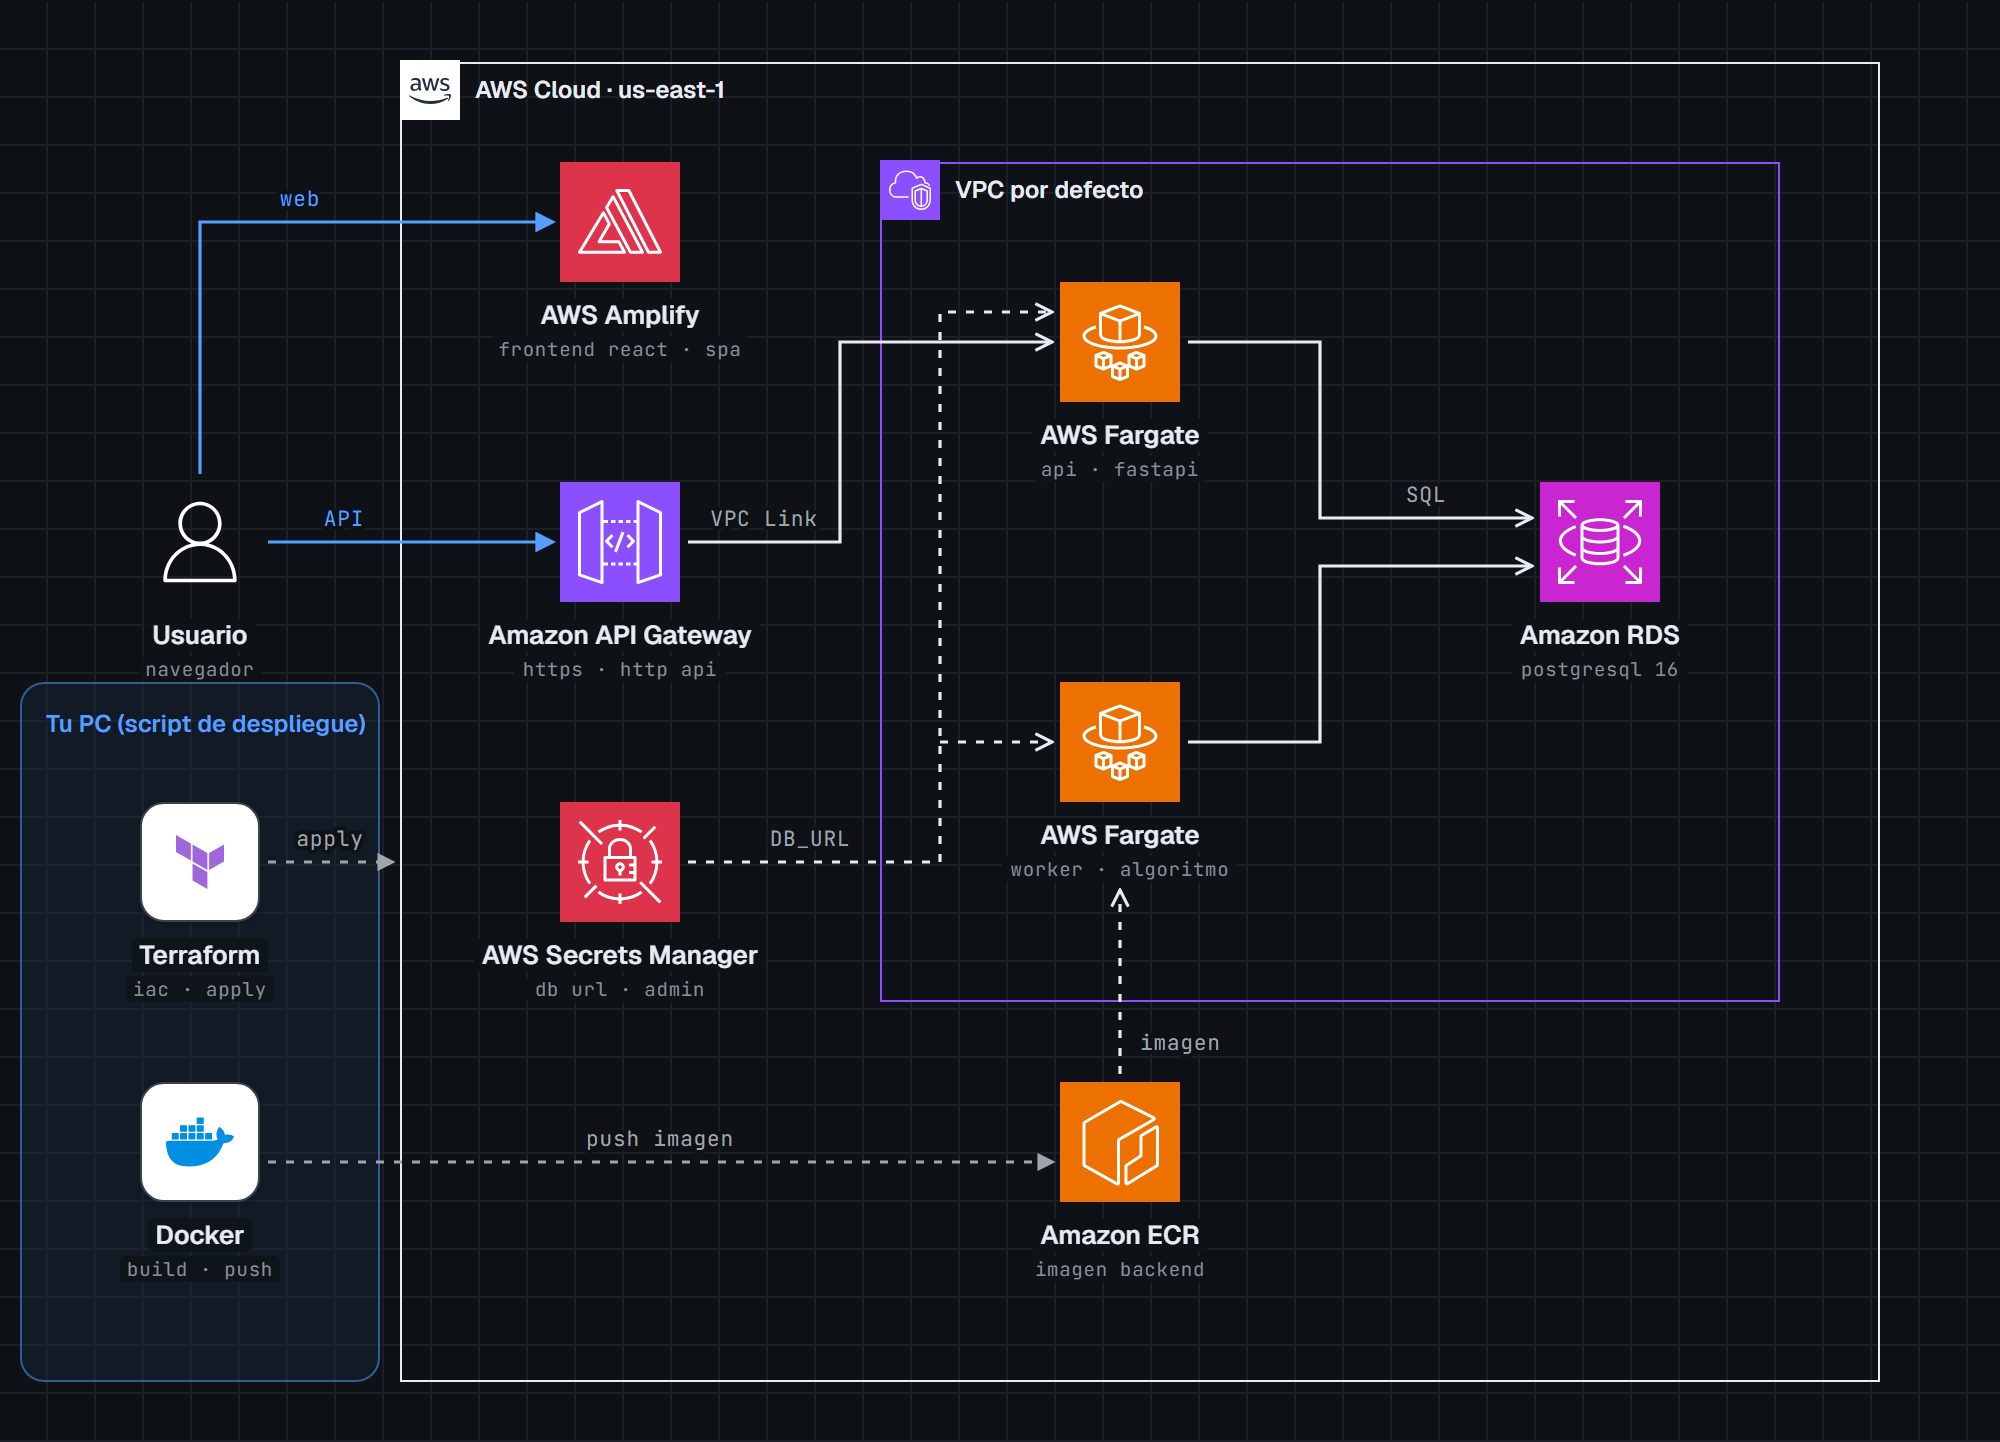 aws
AWS Cloud · us-east-1
web
VPC por defecto
AWS Amplify
frontend react · spa
AWS Fargate
api · fastapi
SQL
API
VPC Link
Usuario
navegador
Amazon API Gateway
https · http api
Amazon RDS
postgresql 16
Tu PC (script de despliegue)
apply
DB_URL
AWS Fargate
worker · algoritmo
Terraform
iac · apply
AWS Secrets Manager
db url · admin
imagen
push imagen
Docker
build · push
Amazon ECR
imagen backend